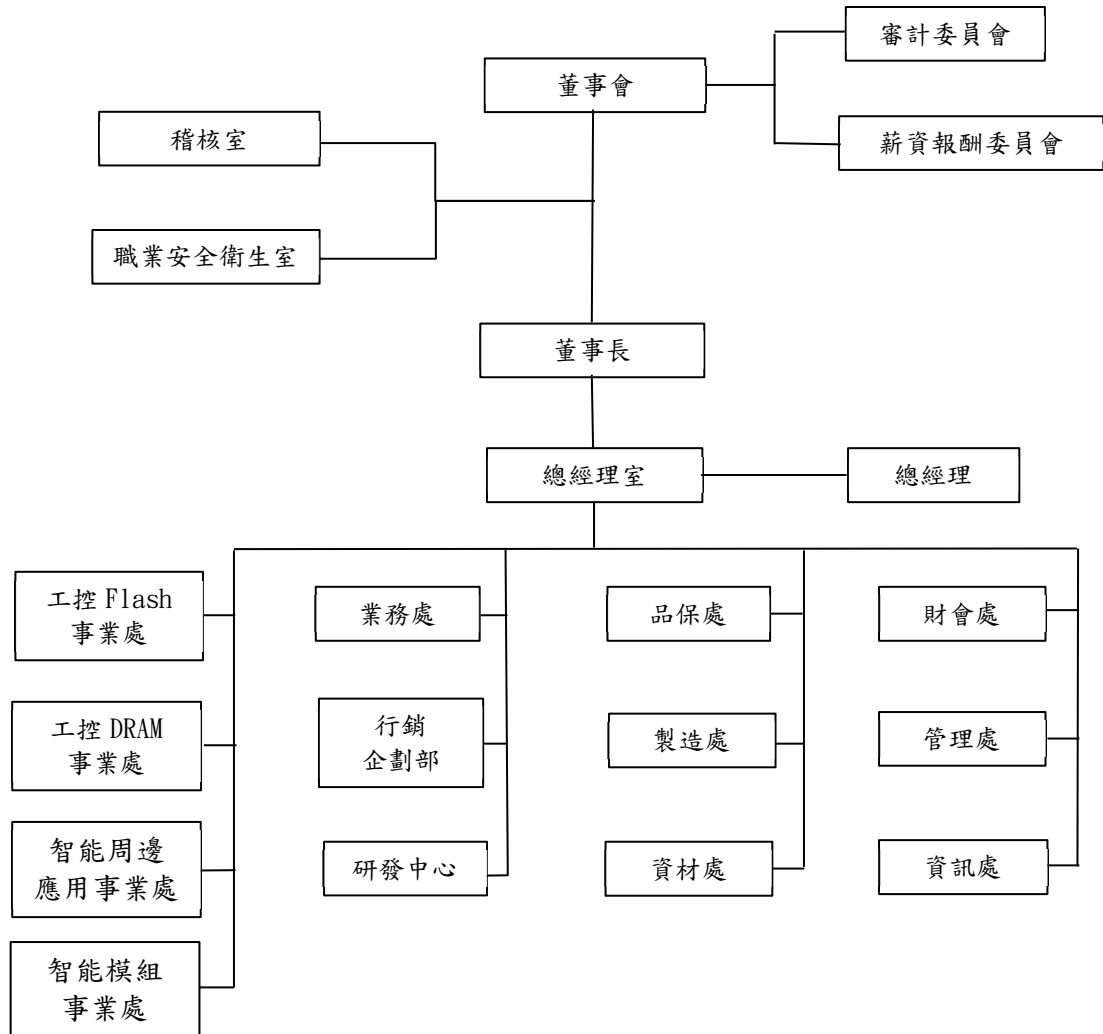 審計委員會
董事會
稽核室
薪資報酬委員會
職業安全衛生室
董事長
總經理室
總經理
工控 Flash
事業處
業務處
品保處
財會處
工控 DRAM
事業處
行銷
企劃部
製造處
管理處
智能周邊
應用事業處
研發中心
資材處
資訊處
智能模組
事業處